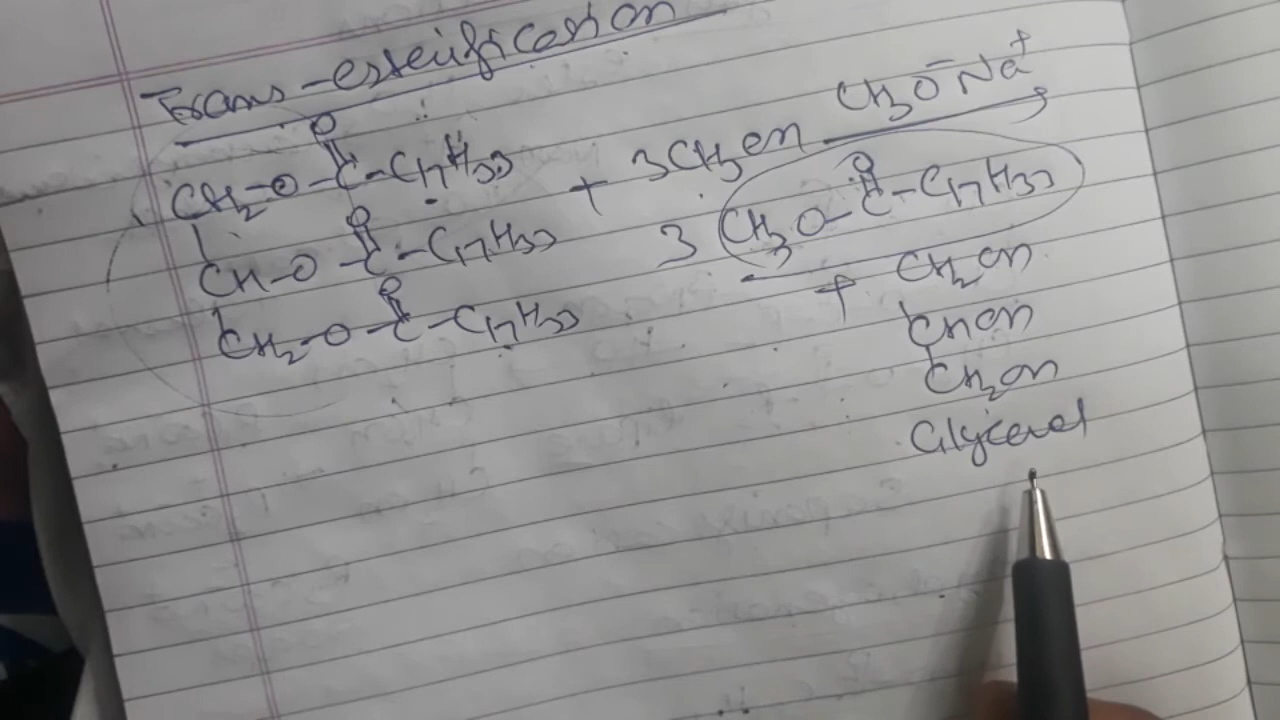 Trans-esterification
O
CH2-O-C-C17H33 + 3CH3OH CH3O⁻Na⁺
O
CH-O-C-C17H33
O
CH2-O-C-C17H33
O
3 CH3O-C-C17H33
+ CH2OH
CHOH
CH2OH
Glycerol